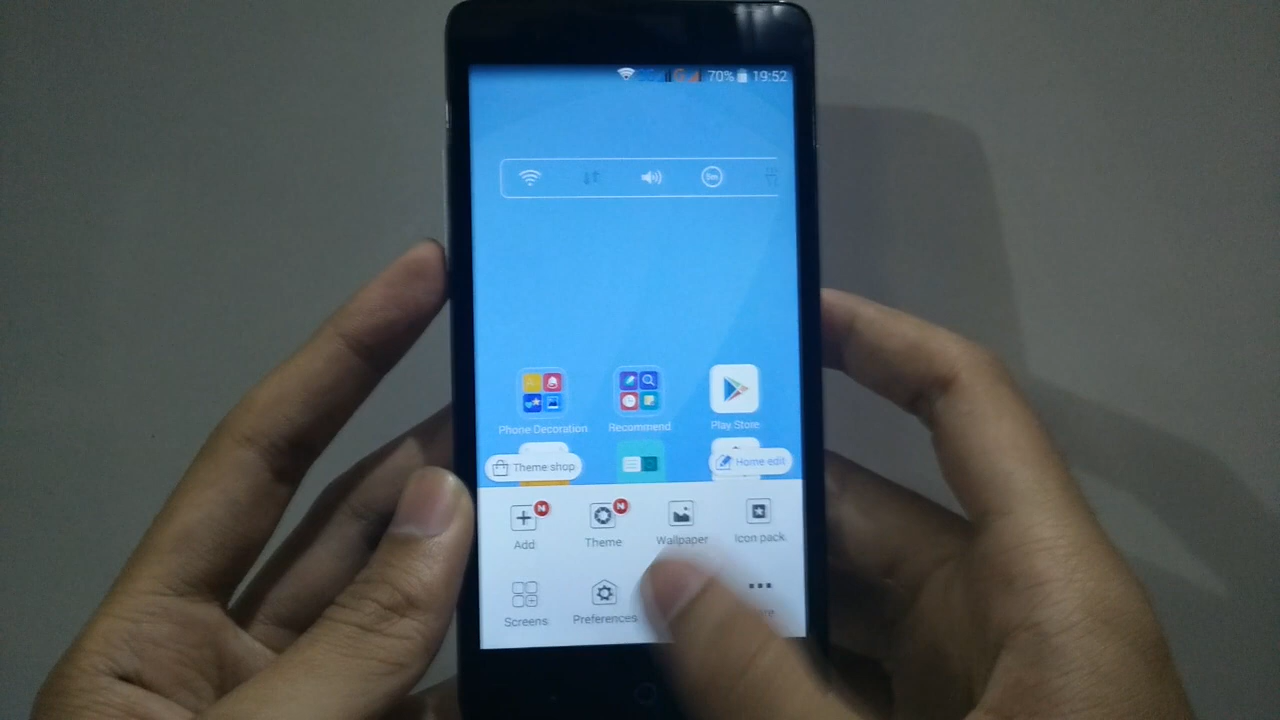 70% 19:52
Phone Decoration Recommend Play Store
Theme shop Home edit
Add Theme Wallpaper Icon pack
Screens Preferences